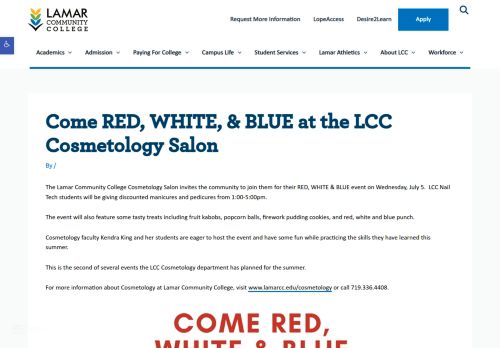 LAMAR
COMMUNITY
COLLEGE
Request More Information LopeAccess Desire2Learn Apply
Academics Admission Paying For College Campus Life Student Services Lamar Athletics About LCC Workforce
Come RED, WHITE, & BLUE at the LCC
Cosmetology Salon
By /
The Lamar Community College Cosmetology Salon invites the community to join them for their RED, WHITE & BLUE event on Wednesday, July 5. LCC Nail
Tech students will be giving discounted manicures and pedicures from 1:00-5:00pm.
The event will also feature some tasty treats including fruit kabobs, popcorn balls, firework pudding cookies, and red, white and blue punch.
Cosmetology faculty Kendra King and her students are eager to host the event and have some fun while practicing the skills they have learned this
summer.
This is the second of several events the LCC Cosmetology department has planned for the summer.
For more information about Cosmetology at Lamar Community College, visit www.lamarcc.edu/cosmetology or call 719.336.4408.
COME RED,
WHITE & BLUE